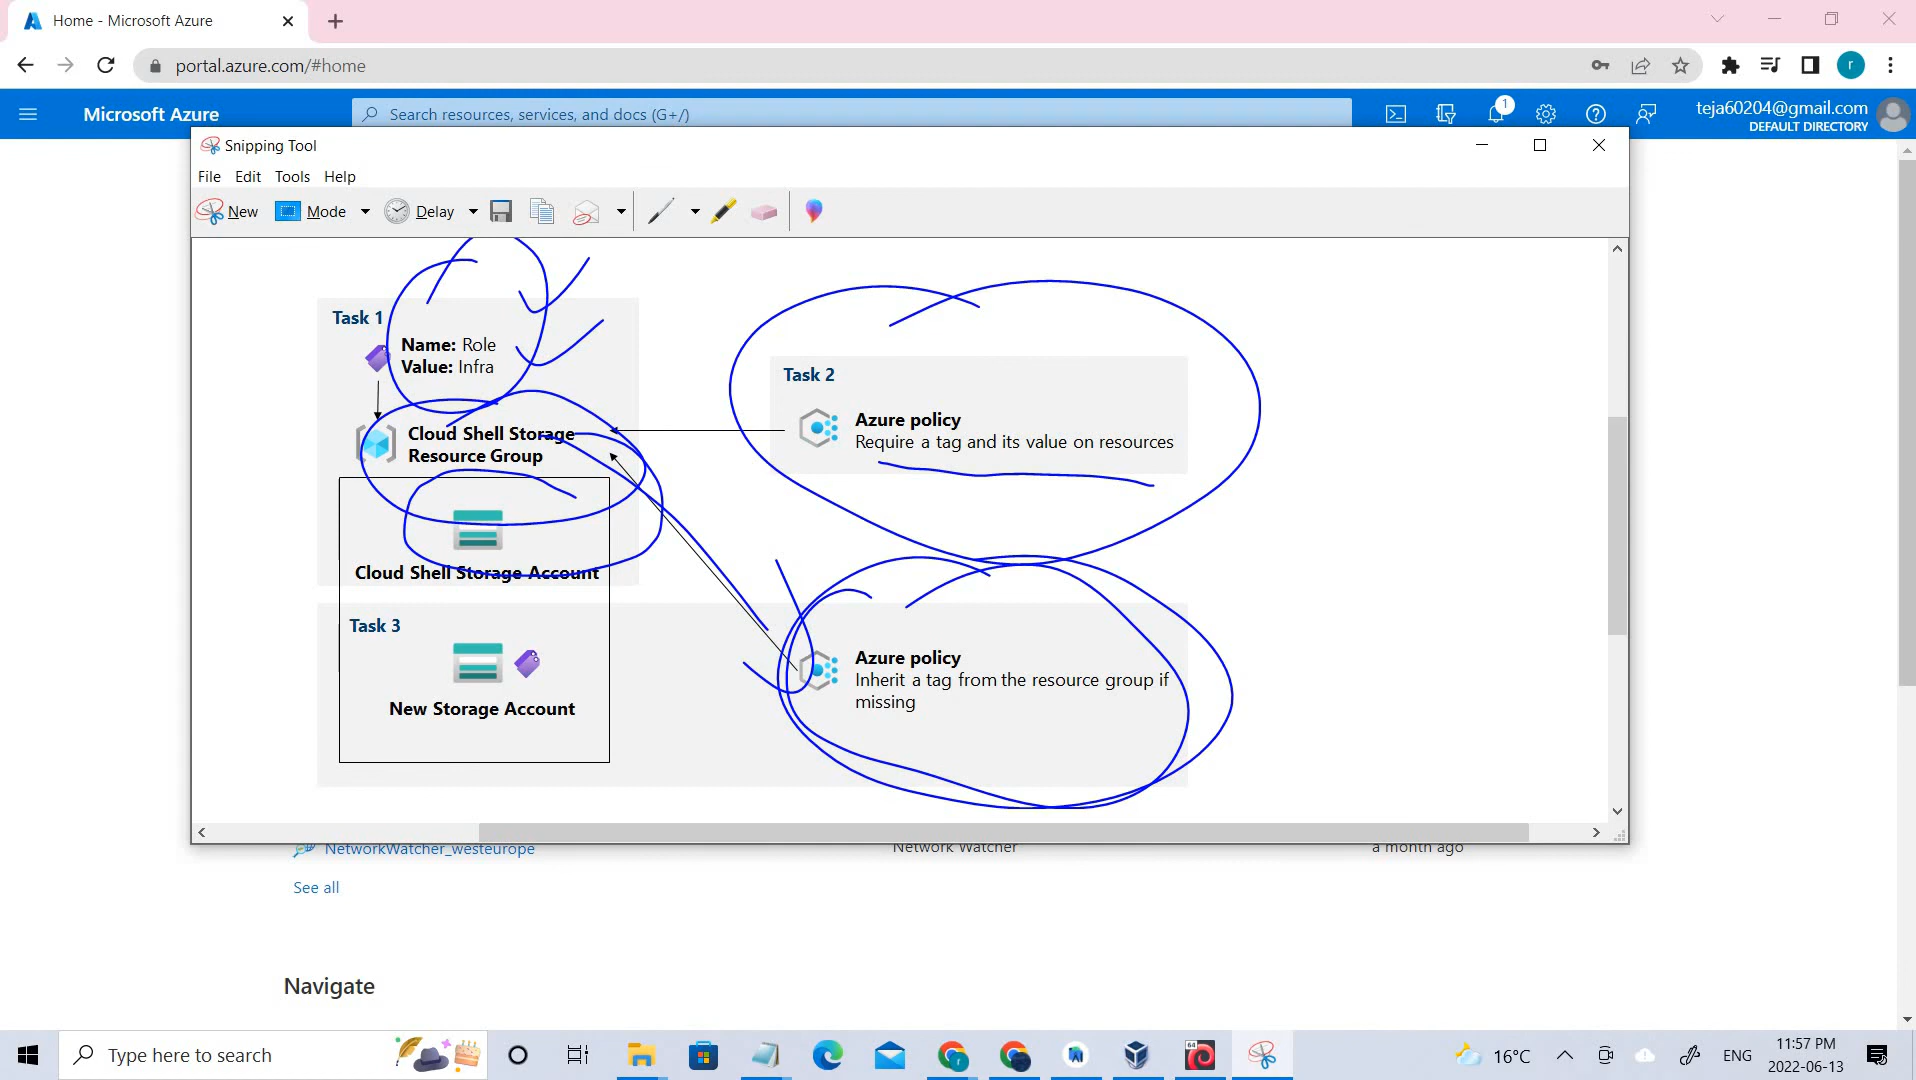 Home - Microsoft Azure
portal.azure.com/#home
r
Microsoft Azure
Search resources, services, and docs (G+/)
1
teja60204@gmail.com
DEFAULT DIRECTORY
Snipping Tool
File Edit Tools Help
New Mode Delay
Task 1
Name: Role
Value: Infra
Cloud Shell Storage
Resource Group
Cloud Shell Storage Account
Task 2
Azure policy
Require a tag and its value on resources
Task 3
New Storage Account
Azure policy
Inherit a tag from the resource group if
missing
NetworkWatcher_westeurope Network Watcher a month ago
See all
Navigate
Type here to search
r
64
16°C
ENG
11:57 PM
2022-06-13